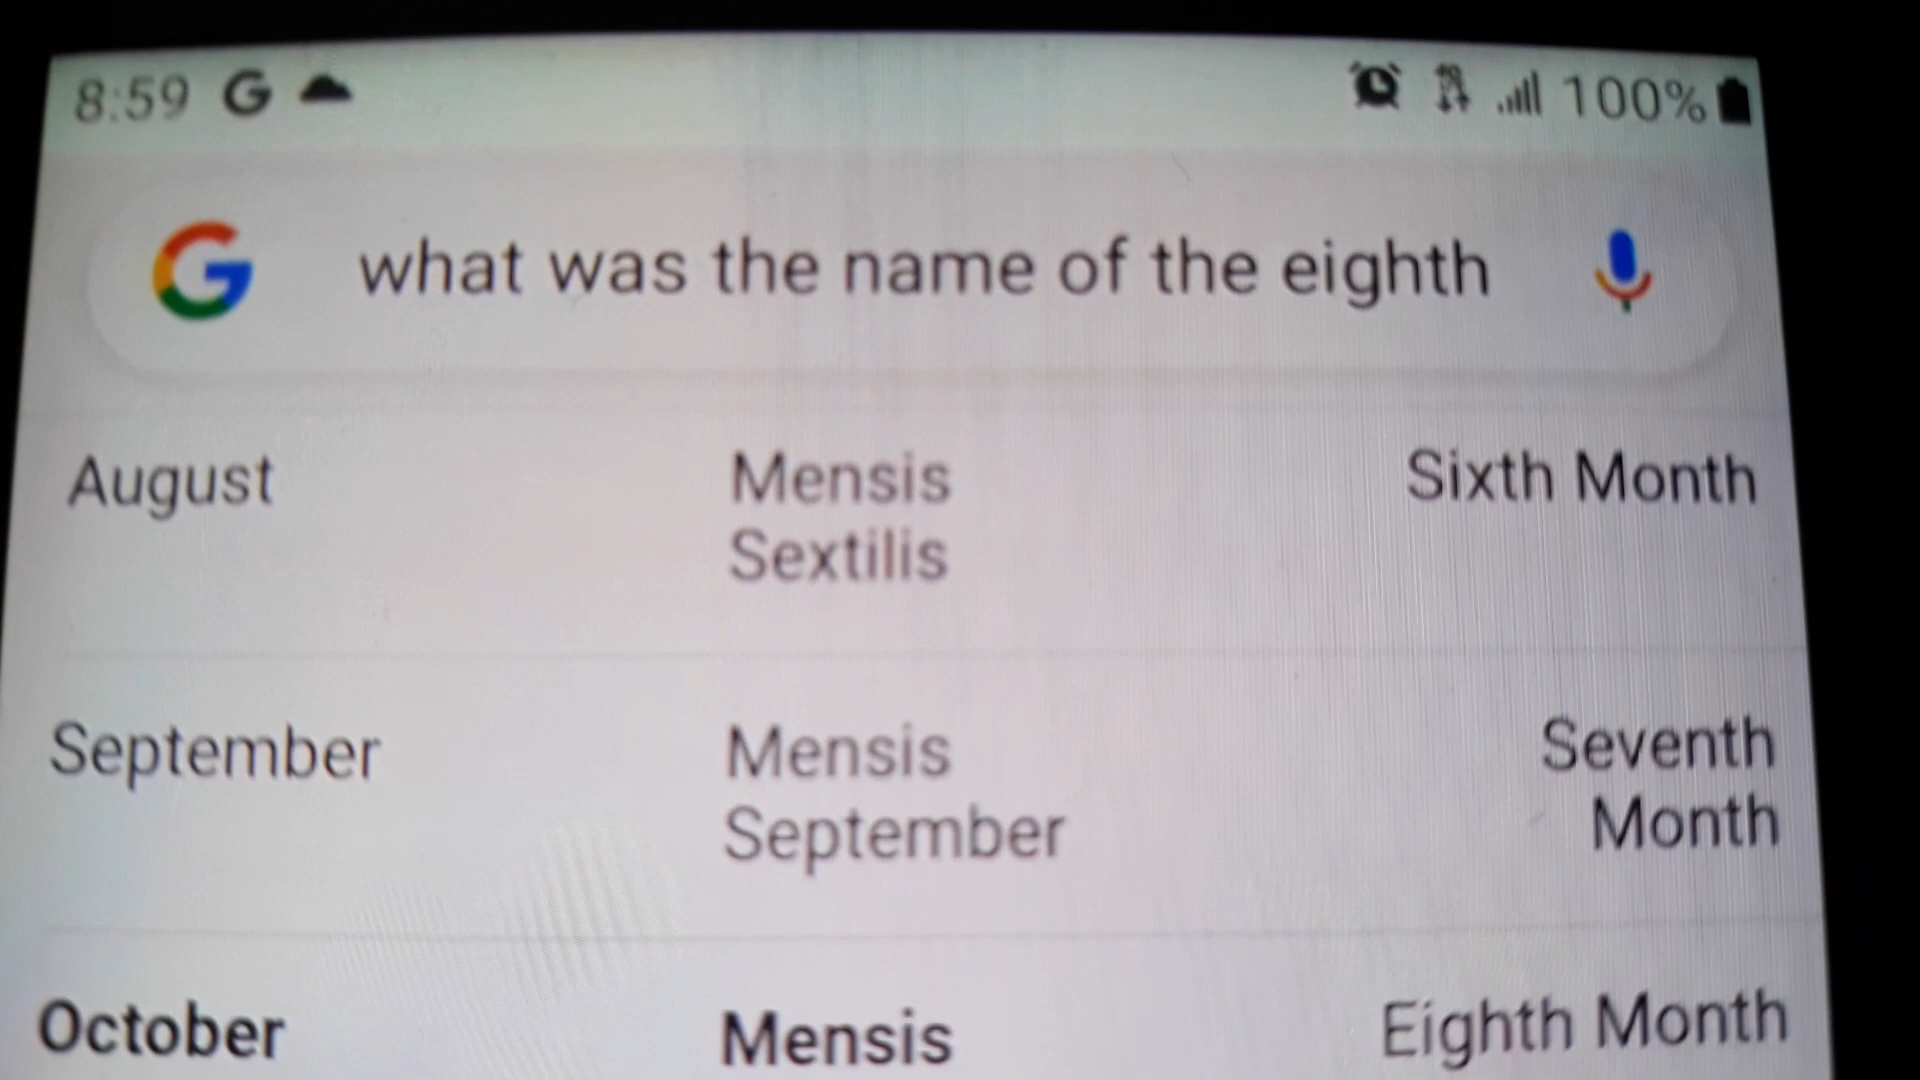 8:59 G 100%
G what was the name of the eighth
August Mensis Sixth Month
Sextilis
September Mensis Seventh
September Month
October Mensis Eighth Month